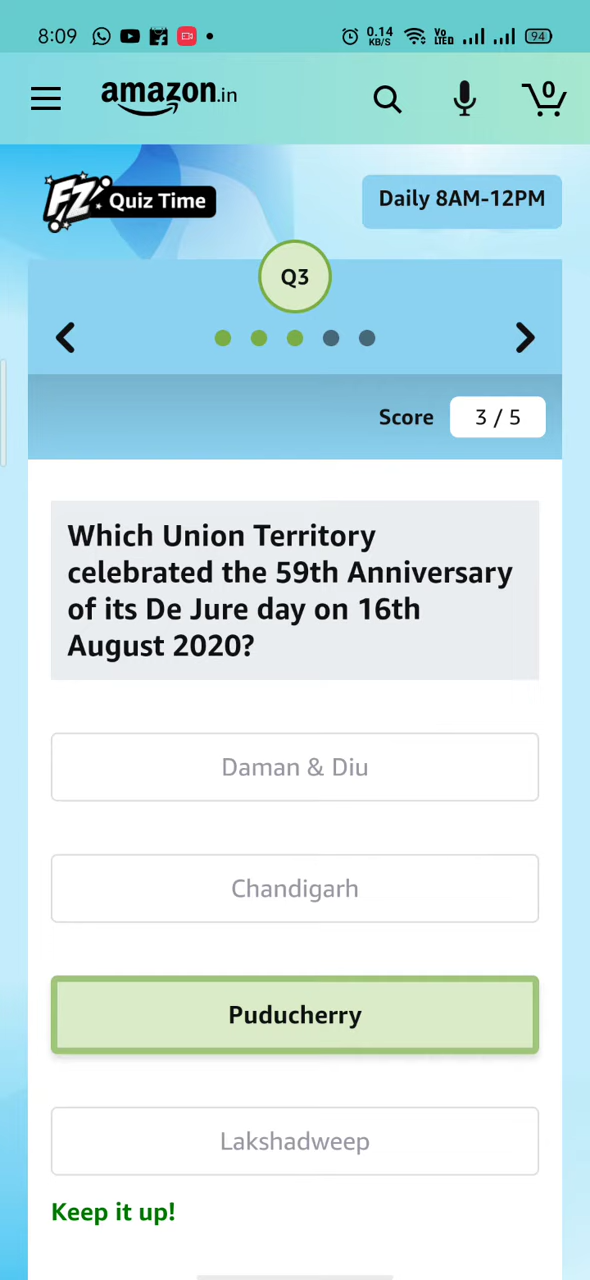 8:09
0.14
KB/S
Vo
LTED
94
amazon.in
0
FZ Quiz Time
Daily 8AM-12PM
Q3
Score 3 / 5
Which Union Territory
celebrated the 59th Anniversary
of its De Jure day on 16th
August 2020?
Daman & Diu
Chandigarh
Puducherry
Lakshadweep
Keep it up!